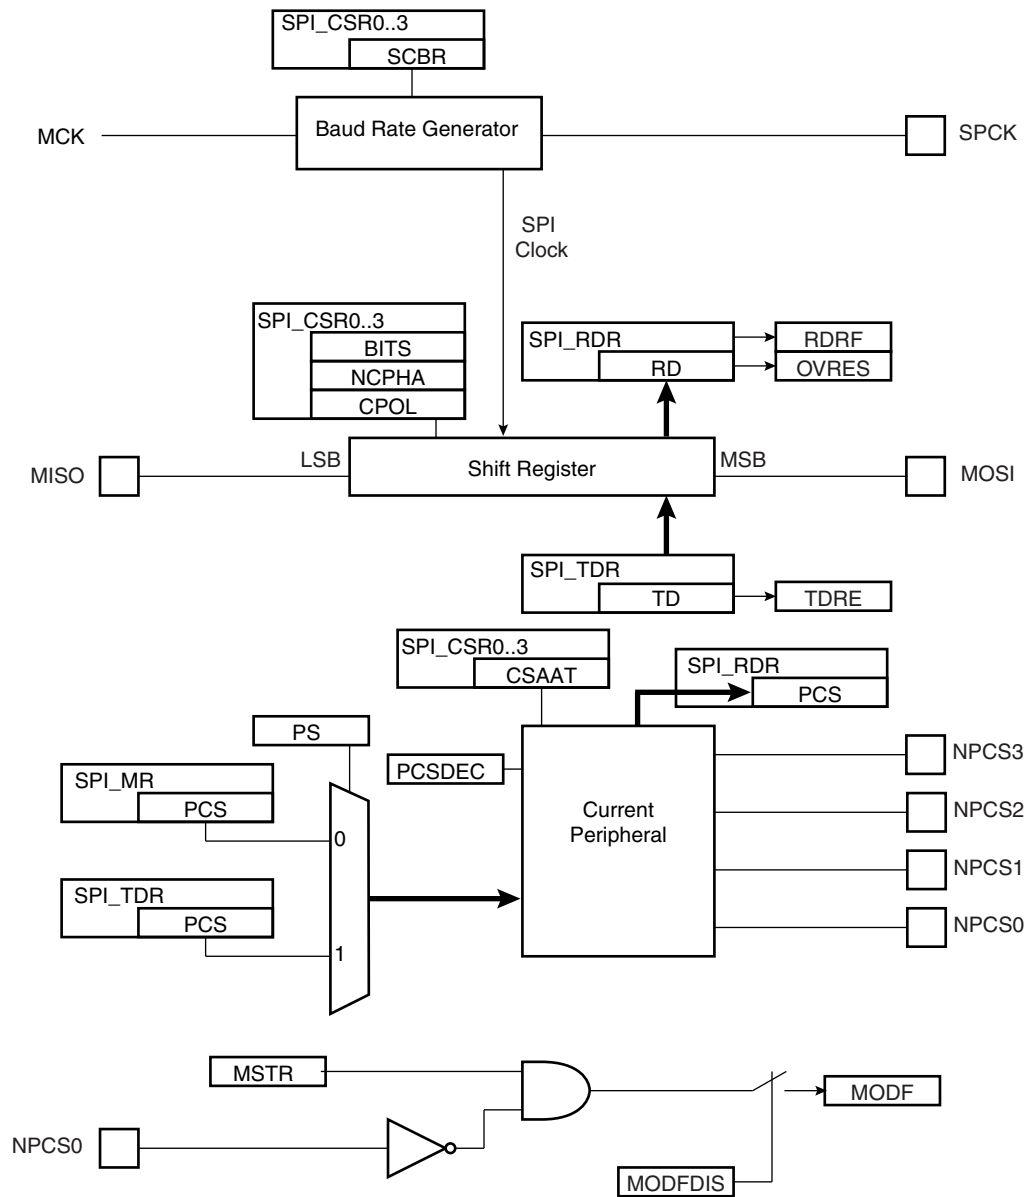 SPI_CSR0..3
SCBR
MCK
Baud Rate Generator
SPCK
SPI
Clock
SPI_CSR0..3
BITS
NCPHA
CPOL
SPI_RDR
RD
RDRF
OVRES
MISO
LSB
Shift Register
MSB
MOSI
SPI_TDR
TD
TDRE
SPI_CSR0..3
CSAAT
SPI_RDR
PCS
PS
PCSDEC
NPCS3
SPI_MR
PCS
0
Current
Peripheral
NPCS2
NPCS1
SPI_TDR
PCS
1
NPCS0
MSTR
MODF
NPCS0
MODFDIS